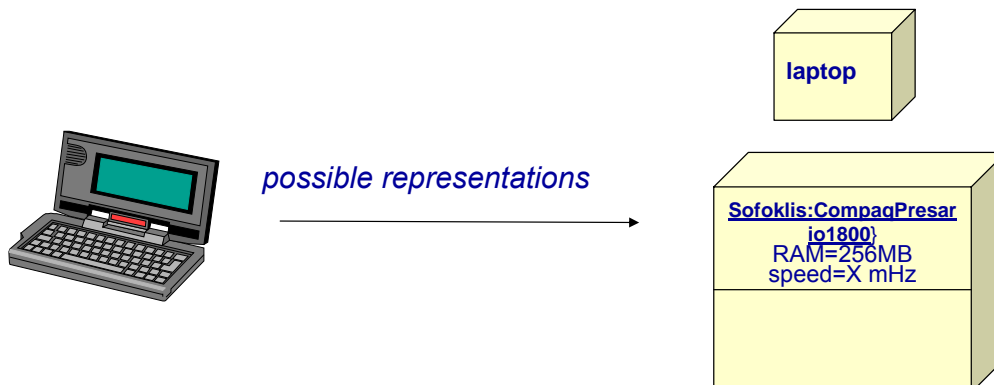 laptop
possible representations
Sofoklis:CompaqPresar
io1800}
RAM=256MB
speed=X mHz